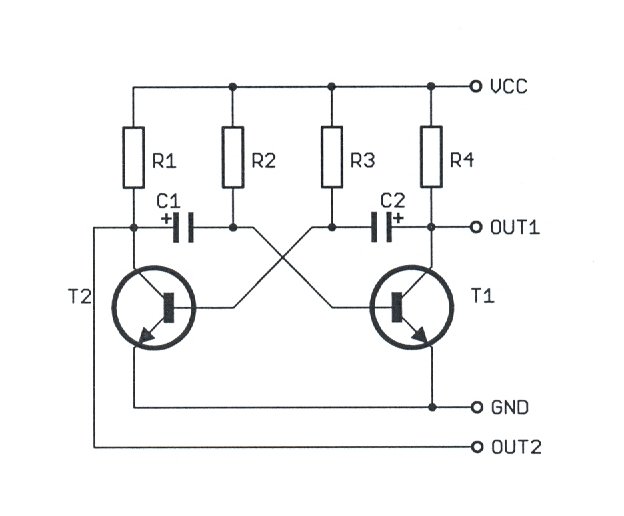 VCC
R1 R2 R3 R4
C1 C2
+ +
OUT1
T2 T1
GND
OUT2